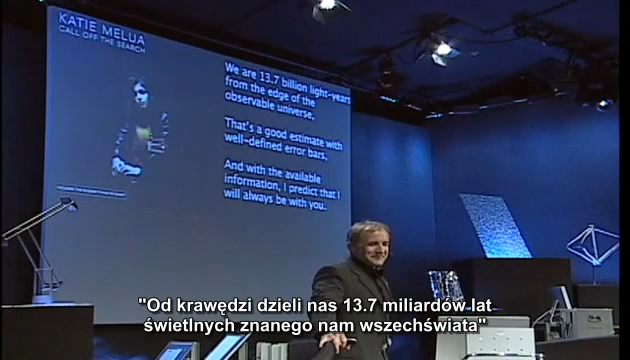 KATIE MELUA
CALL OFF THE SEARCH
We are 13.7 billion light-years
from the edge of the
observable universe,
That's a good estimate with
well-defined error bars,
And with the available
information, I predict that I
will always be with you.
"Od krawędzi dzieli nas 13.7 miliardów lat
świetlnych znanego nam wszechświata"